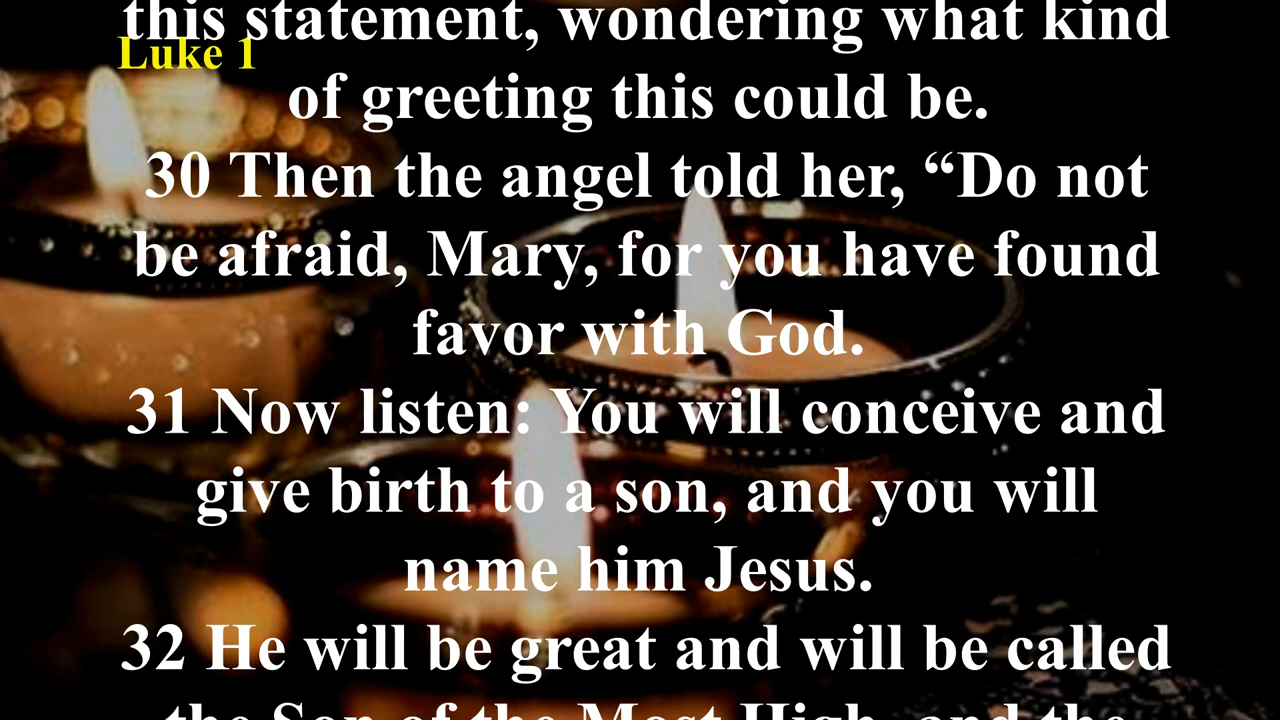 this statement, wondering what kind
Luke 1
of greeting this could be.
30 Then the angel told her, “Do not
be afraid, Mary, for you have found
favor with God.
31 Now listen: You will conceive and
give birth to a son, and you will
name him Jesus.
32 He will be great and will be called
the Son of the Most High, and the